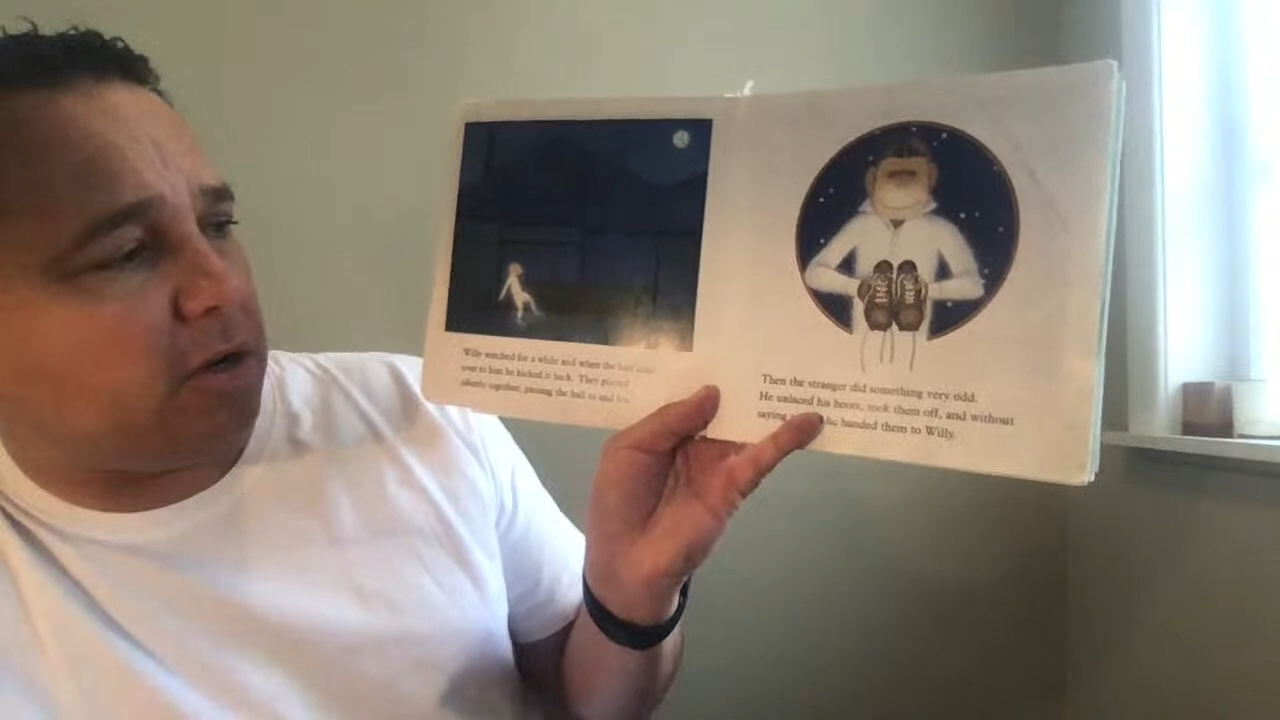 Willy watched for a while and when the ball
over to him he kicked it back. They played
silently together, passing the ball to and fro.
Then the stranger did something very odd.
He unlaced his boots, took them off, and without
saying he handed them to Willy.